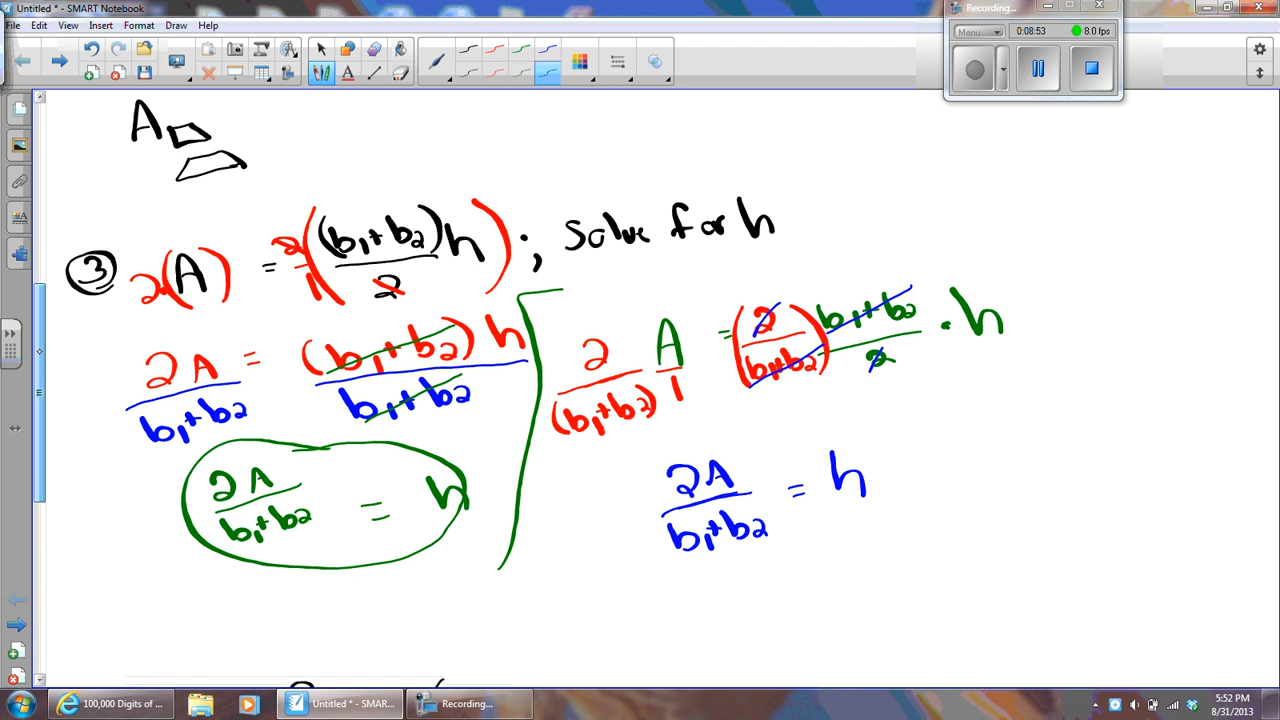 Untitled * - SMART Notebook
File Edit View Insert Format Draw Help
Recording...
Menu 0:08:53 8.0 fps
A
③ 2(A) = 2/1((b1+b2)h/2) ; solve for h
2A/b1+b2 = (b1+b2)h/b1+b2
2A/b1+b2 = h
2/(b1+b2) A/1 = (2/(b1+b2)) b1+b2/2 · h
2A/b1+b2 = h
100,000 Digits of ...
Untitled * - SMAR...
Recording...
5:52 PM
8/31/2013